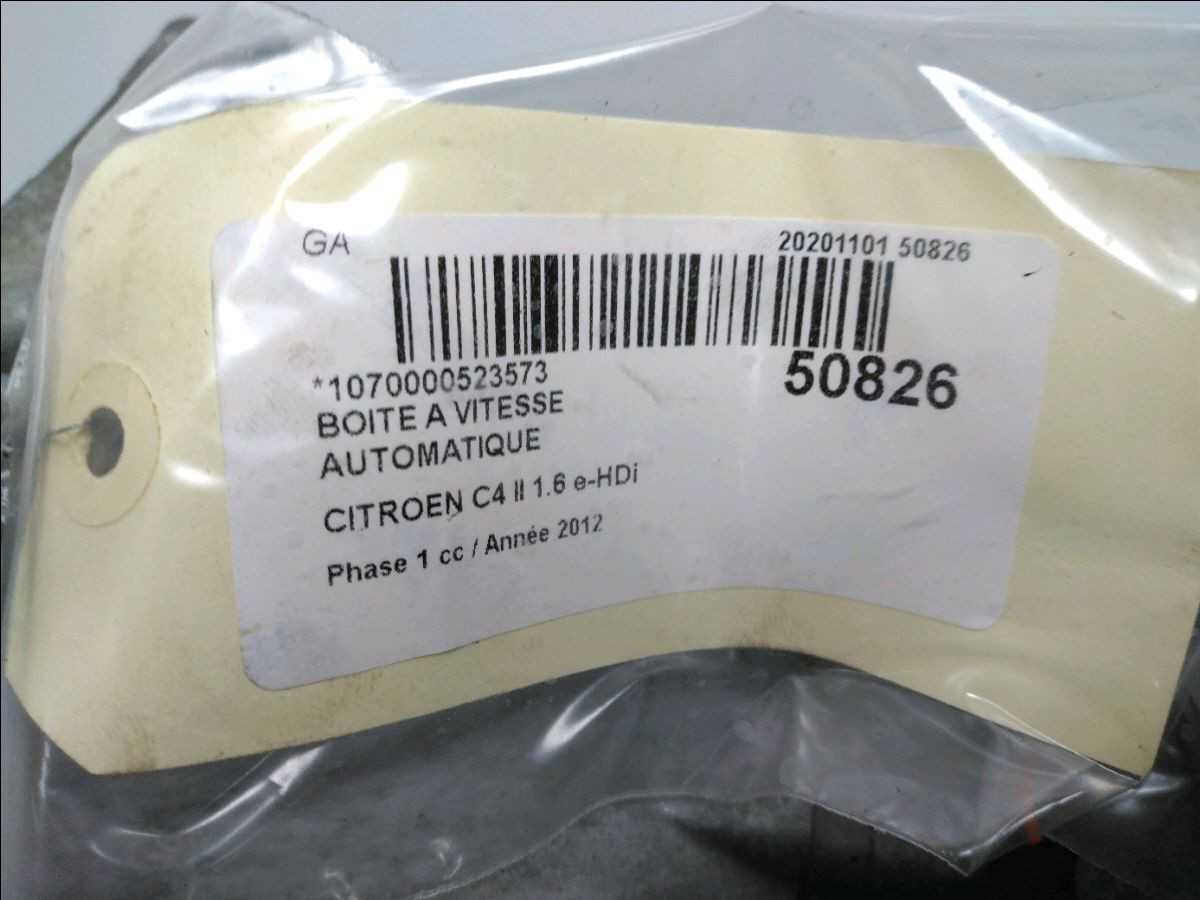 GA
20201101 50826
*1070000523573
50826
BOITE A VITESSE
AUTOMATIQUE
CITROEN C4 II 1.6 e-HDi
Phase 1 cc / Année 2012